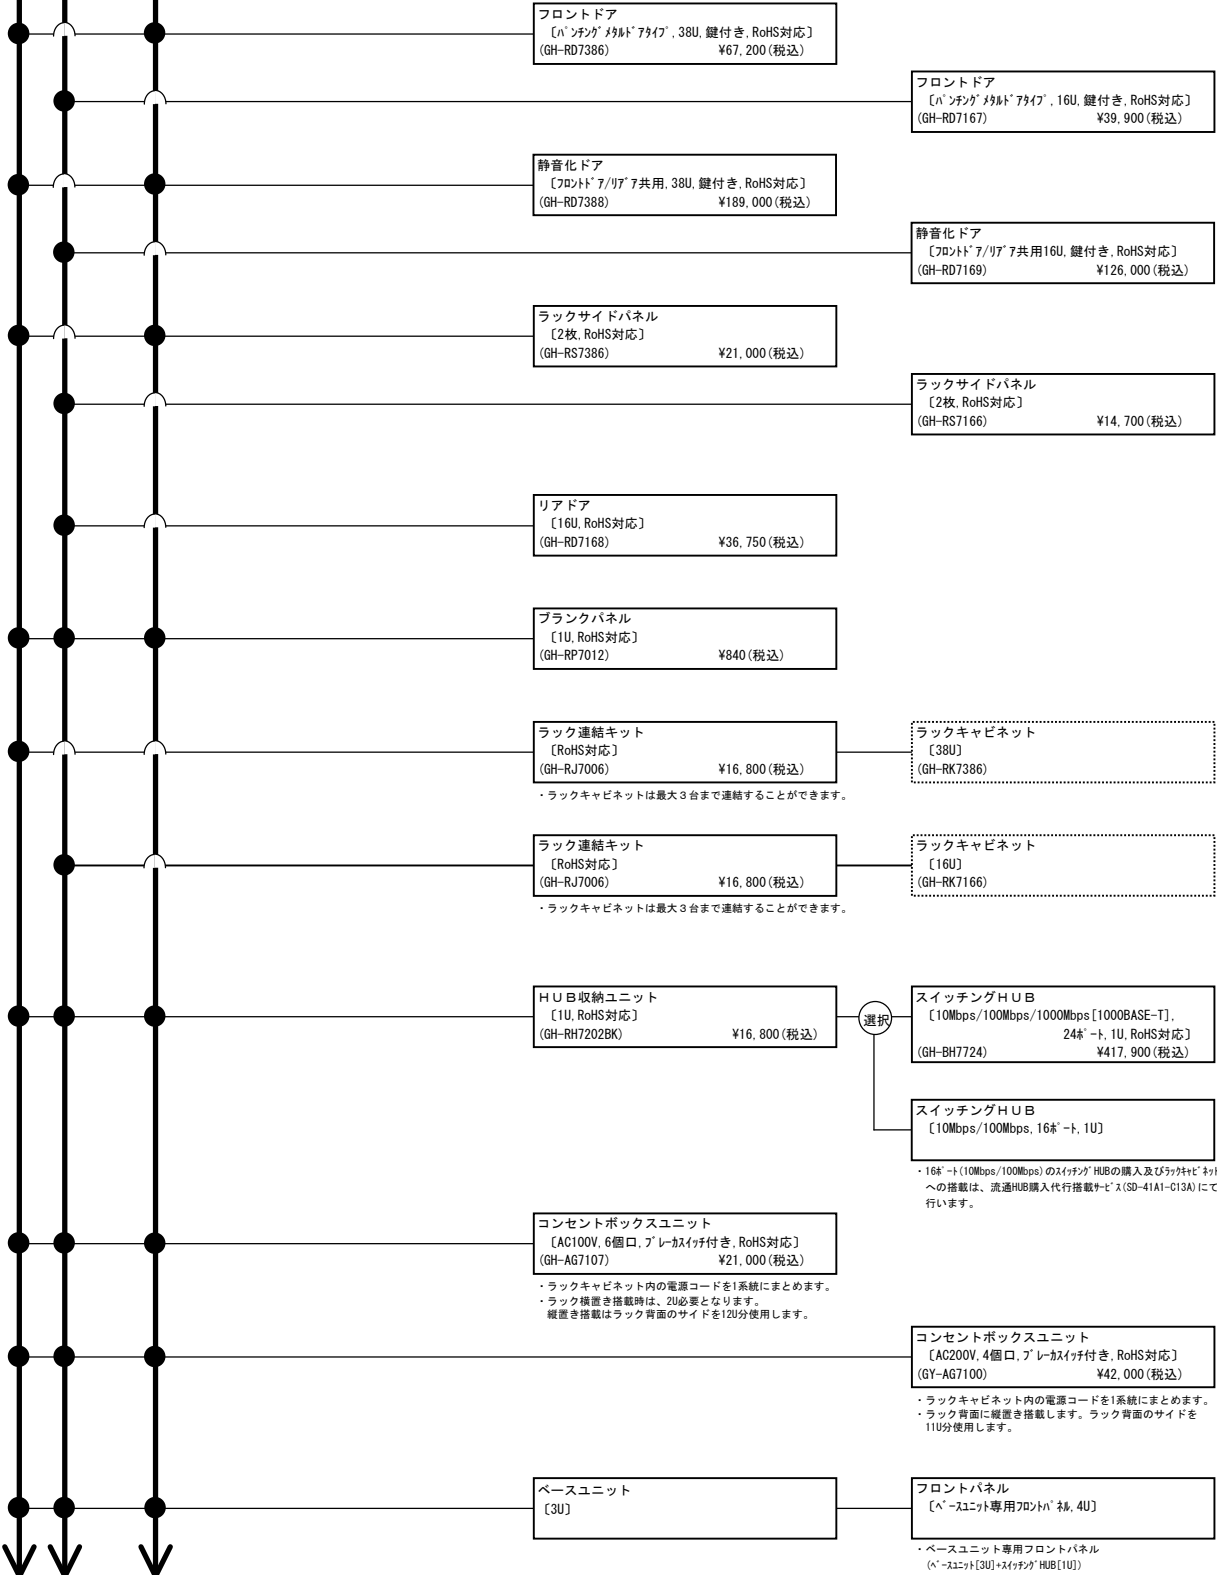 フロントドア
〔ﾊﾟﾝﾁﾝｸﾞﾒﾀﾙﾄﾞｱﾀｲﾌﾟ,38U,鍵付き,RoHS対応〕
(GH-RD7386) ¥67,200(税込)
フロントドア
〔ﾊﾟﾝﾁﾝｸﾞﾒﾀﾙﾄﾞｱﾀｲﾌﾟ,16U,鍵付き,RoHS対応〕
(GH-RD7167) ¥39,900(税込)
静音化ドア
〔ﾌﾛﾝﾄﾄﾞｱ/ﾘｱﾄﾞｱ共用,38U,鍵付き,RoHS対応〕
(GH-RD7388) ¥189,000(税込)
静音化ドア
〔ﾌﾛﾝﾄﾄﾞｱ/ﾘｱﾄﾞｱ共用16U,鍵付き,RoHS対応〕
(GH-RD7169) ¥126,000(税込)
ラックサイドパネル
〔2枚,RoHS対応〕
(GH-RS7386) ¥21,000(税込)
ラックサイドパネル
〔2枚,RoHS対応〕
(GH-RS7166) ¥14,700(税込)
リアドア
〔16U,RoHS対応〕
(GH-RD7168) ¥36,750(税込)
ブランクパネル
〔1U,RoHS対応〕
(GH-RP7012) ¥840(税込)
ラック連結キット
〔RoHS対応〕
(GH-RJ7006) ¥16,800(税込)
・ラックキャビネットは最大３台まで連結することができます。
ラックキャビネット
〔38U〕
(GH-RK7386)
ラック連結キット
〔RoHS対応〕
(GH-RJ7006) ¥16,800(税込)
・ラックキャビネットは最大３台まで連結することができます。
ラックキャビネット
〔16U〕
(GH-RK7166)
ＨＵＢ収納ユニット
〔1U,RoHS対応〕
(GH-RH7202BK) ¥16,800(税込)
選択
スイッチングＨＵＢ
〔10Mbps/100Mbps/1000Mbps[1000BASE-T],
24ﾎﾟｰﾄ,1U,RoHS対応〕
(GH-BH7724) ¥417,900(税込)
スイッチングＨＵＢ
〔10Mbps/100Mbps,16ﾎﾟｰﾄ,1U〕
・16ﾎﾟｰﾄ(10Mbps/100Mbps)のｽｲｯﾁﾝｸﾞHUBの購入及びﾗｯｸｷｬﾋﾞﾈｯﾄ
への搭載は、流通HUB購入代行搭載ｻｰﾋﾞｽ(SD-41A1-C13A)にて
行います。
コンセントボックスユニット
〔AC100V,6個口,ﾌﾞﾚｰｶｽｲｯﾁ付き,RoHS対応〕
(GH-AG7107) ¥21,000(税込)
・ラックキャビネット内の電源コードを1系統にまとめます。
・ラック横置き搭載時は、2U必要となります。
縦置き搭載はラック背面のサイドを12U分使用します。
コンセントボックスユニット
〔AC200V,4個口,ﾌﾞﾚｰｶｽｲｯﾁ付き,RoHS対応〕
(GY-AG7100) ¥42,000(税込)
・ラックキャビネット内の電源コードを1系統にまとめます。
・ラック背面に縦置き搭載します。ラック背面のサイドを
11U分使用します。
ベースユニット
〔3U〕
フロントパネル
〔ﾍﾞｰｽﾕﾆｯﾄ専用ﾌﾛﾝﾄﾊﾟﾈﾙ,4U〕
・ベースユニット専用フロントパネル
(ﾍﾞｰｽﾕﾆｯﾄ[3U]+ｽｲｯﾁﾝｸﾞHUB[1U])